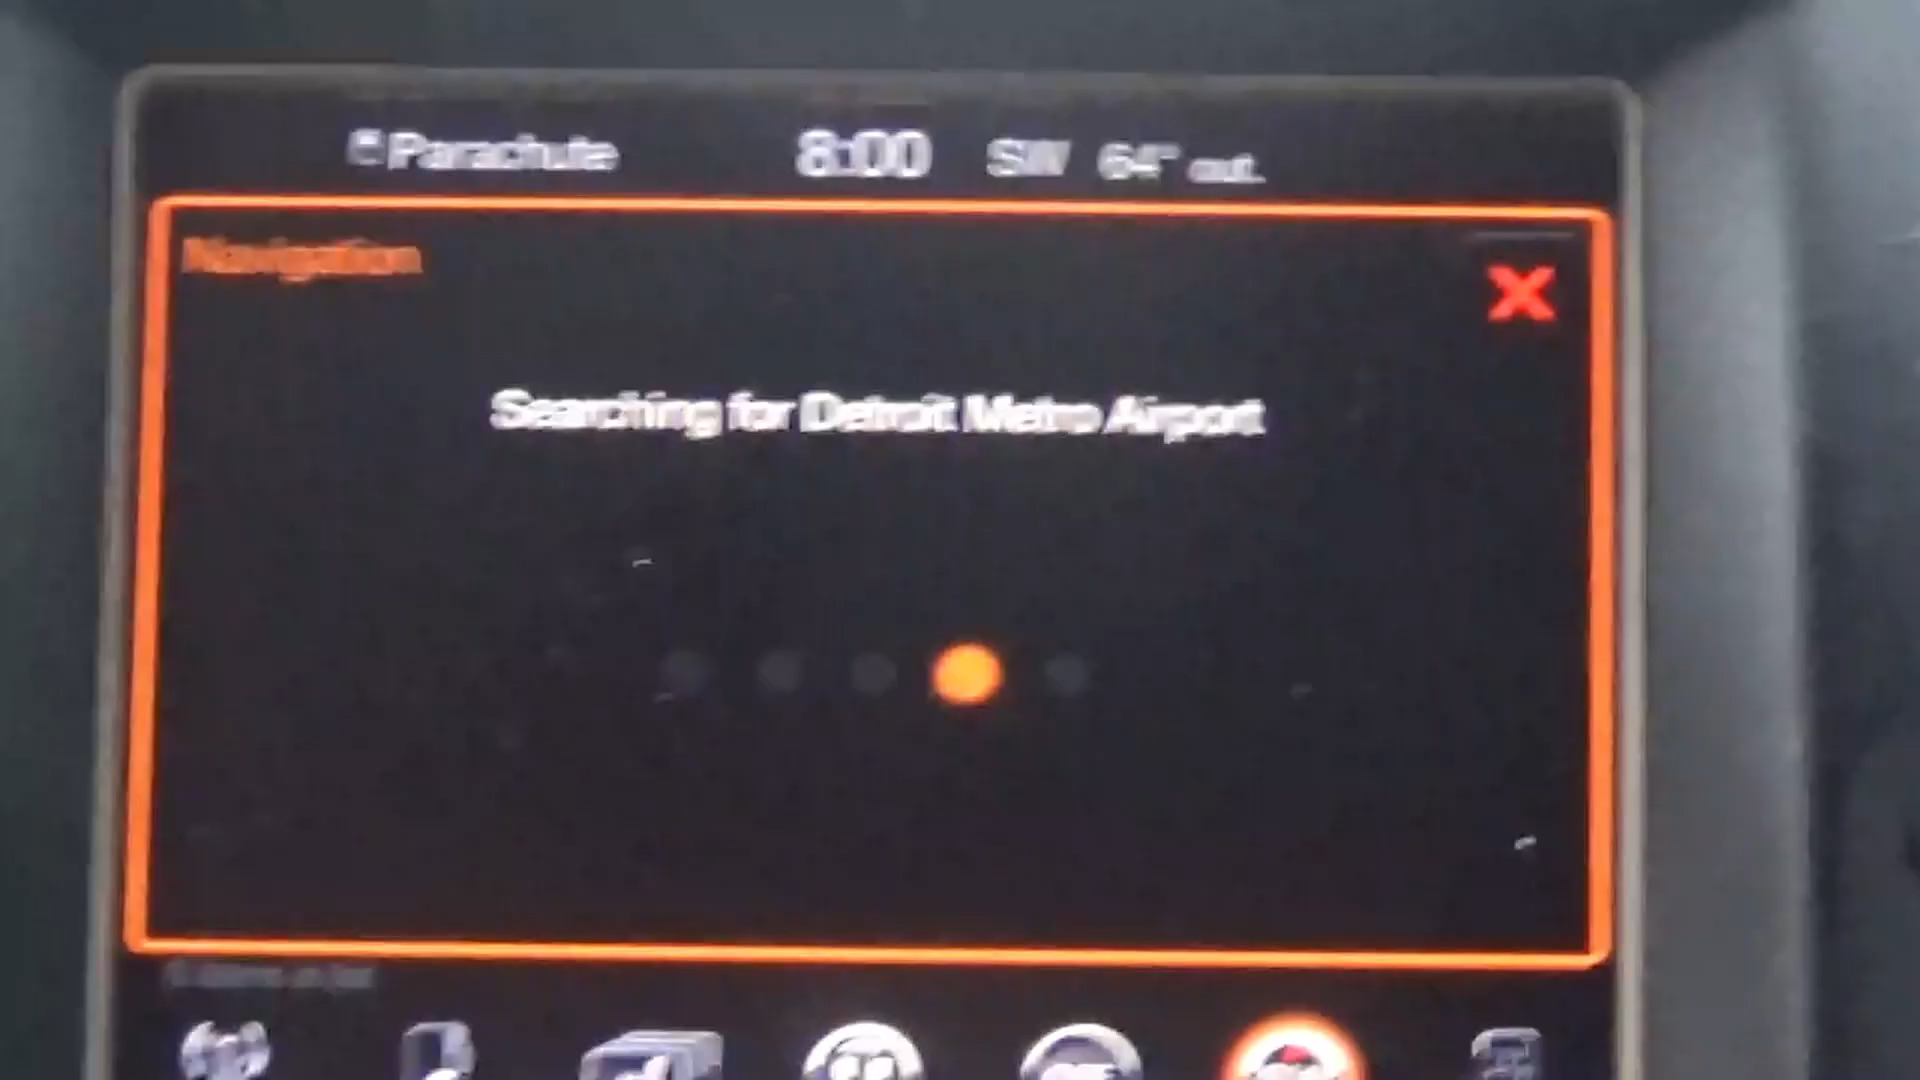 Parachute 8:00 SW 64° out.
Navigation
X
Searching for Detroit Metro Airport